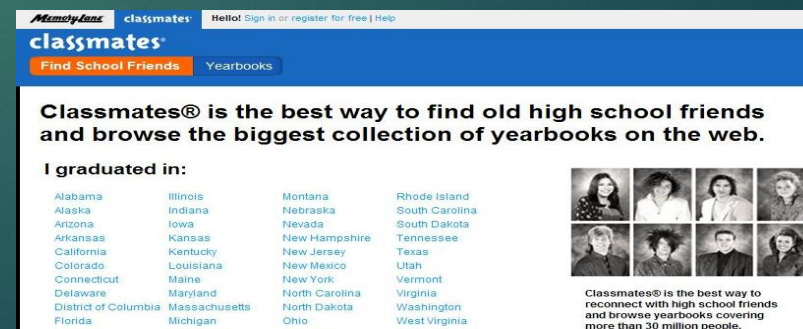 MemoryLane classmates® Hello! Sign in or register for free | Help
classmates®
Find School Friends Yearbooks
Classmates® is the best way to find old high school friends
and browse the biggest collection of yearbooks on the web.
I graduated in:
Alabama Illinois Montana Rhode Island
Alaska Indiana Nebraska South Carolina
Arizona Iowa Nevada South Dakota
Arkansas Kansas New Hampshire Tennessee
California Kentucky New Jersey Texas
Colorado Louisiana New Mexico Utah
Connecticut Maine New York Vermont
Delaware Maryland North Carolina Virginia
District of Columbia Massachusetts North Dakota Washington
Florida Michigan Ohio West Virginia
Classmates® is the best way to
reconnect with high school friends
and browse yearbooks covering
more than 30 million people.